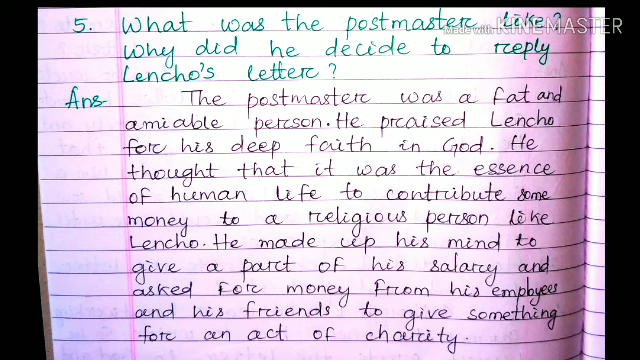 5. What was the postmaster like?
Made with KINEMASTER
Why did he decide to reply
Lencho's letter?
Ans The postmaster was a fat and
amiable person. He praised Lencho
for his deep faith in God. He
thought that it was the essence
of human life to contribute some
money to a religious person like
Lencho. He made up his mind to
give a part of his salary and
asked for money from his employees
and his friends to give something
for an act of charity.